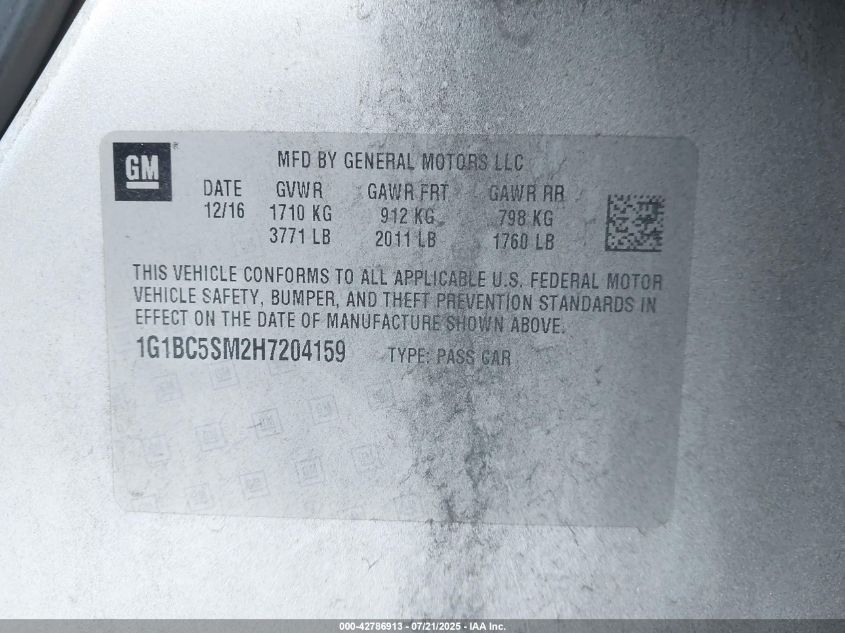 GM
MFD BY GENERAL MOTORS LLC
DATE GVWR GAWR FRT GAWR RR
12/16 1710 KG 912 KG 798 KG
3771 LB 2011 LB 1760 LB
THIS VEHICLE CONFORMS TO ALL APPLICABLE U.S. FEDERAL MOTOR
VEHICLE SAFETY, BUMPER, AND THEFT PREVENTION STANDARDS IN
EFFECT ON THE DATE OF MANUFACTURE SHOWN ABOVE.
1G1BC5SM2H7204159 TYPE: PASS CAR
000-42786913 - 07/21/2025 - IAA Inc.